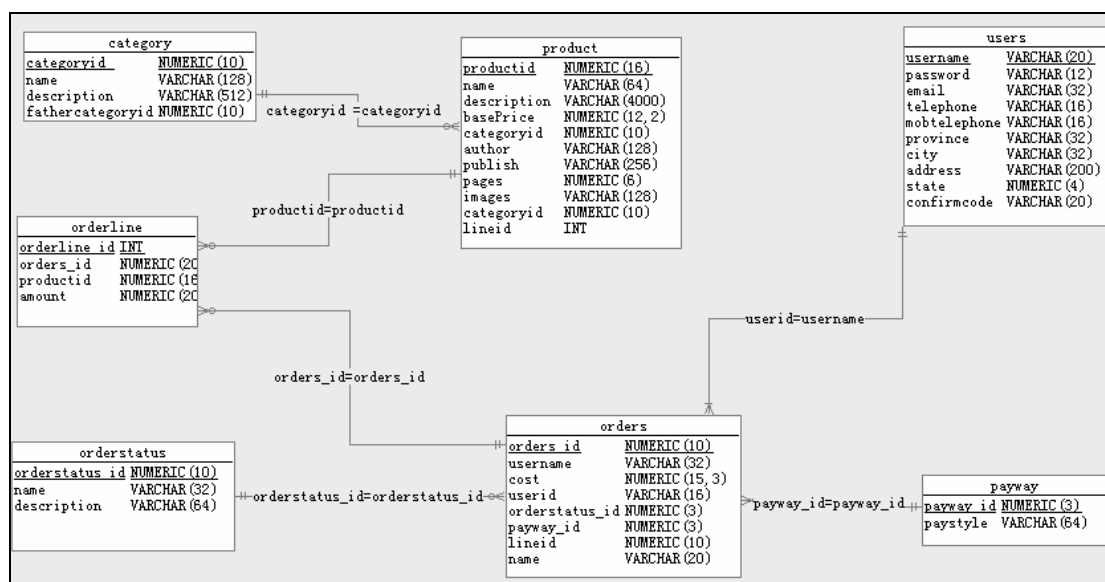 category
categoryid NUMERIC(10)
name VARCHAR(128)
description VARCHAR(512)
fathercategoryid NUMERIC(10)
categoryid =categoryid
product
productid NUMERIC(16)
name VARCHAR(64)
description VARCHAR(4000)
basePrice NUMERIC(12,2)
categoryid NUMERIC(10)
author VARCHAR(128)
publish VARCHAR(256)
pages NUMERIC(6)
images VARCHAR(128)
categoryid NUMERIC(10)
lineid INT
users
username VARCHAR(20)
password VARCHAR(12)
email VARCHAR(32)
telephone VARCHAR(16)
mobtelephone VARCHAR(16)
province VARCHAR(32)
city VARCHAR(32)
address VARCHAR(200)
state NUMERIC(4)
confirmcode VARCHAR(20)
productid=productid
orderline
orderline_id INT
orders_id NUMERIC(20
productid NUMERIC(16
amount NUMERIC(20
userid=username
orders_id=orders_id
orders
orders_id NUMERIC(10)
username VARCHAR(32)
cost NUMERIC(15,3)
userid VARCHAR(16)
orderstatus_id NUMERIC(3)
payway_id NUMERIC(3)
lineid NUMERIC(10)
name VARCHAR(20)
orderstatus
orderstatus_id NUMERIC(10)
name VARCHAR(32)
description VARCHAR(64)
orderstatus_id=orderstatus_id
payway_id=payway_id
payway
payway_id NUMERIC(3)
paystyle VARCHAR(64)